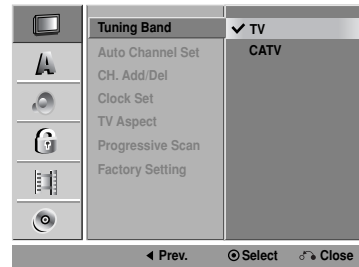 Tuning Band
Auto Channel Set
CH. Add/Del
Clock Set
TV Aspect
Progressive Scan
Factory Setting
✔ TV
CATV
◀ Prev.
Select
Close